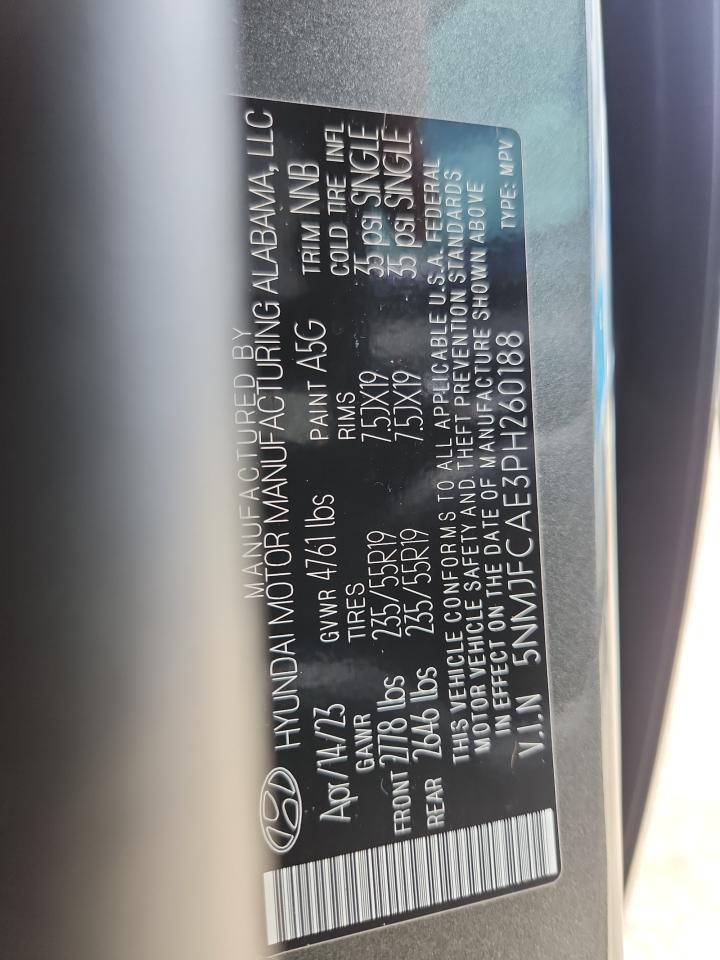 MANUFACTURED BY
HYUNDAI MOTOR MANUFACTURING ALABAMA, LLC
Apr/14/23 GVWR 4761 lbs PAINT A5G TRIM NNB
GAWR TIRES RIMS COLD TIRE INFL
FRONT 2778 lbs 235/55R19 7.5JX19 35 psi SINGLE
REAR 2646 lbs 235/55R19 7.5JX19 35 psi SINGLE
THIS VEHICLE CONFORMS TO ALL APPLICABLE U.S.A. FEDERAL
MOTOR VEHICLE SAFETY AND THEFT PREVENTION STANDARDS
IN EFFECT ON THE DATE OF MANUFACTURE SHOWN ABOVE
V.I.N 5NMJFCAE3PH260188 TYPE: MPV